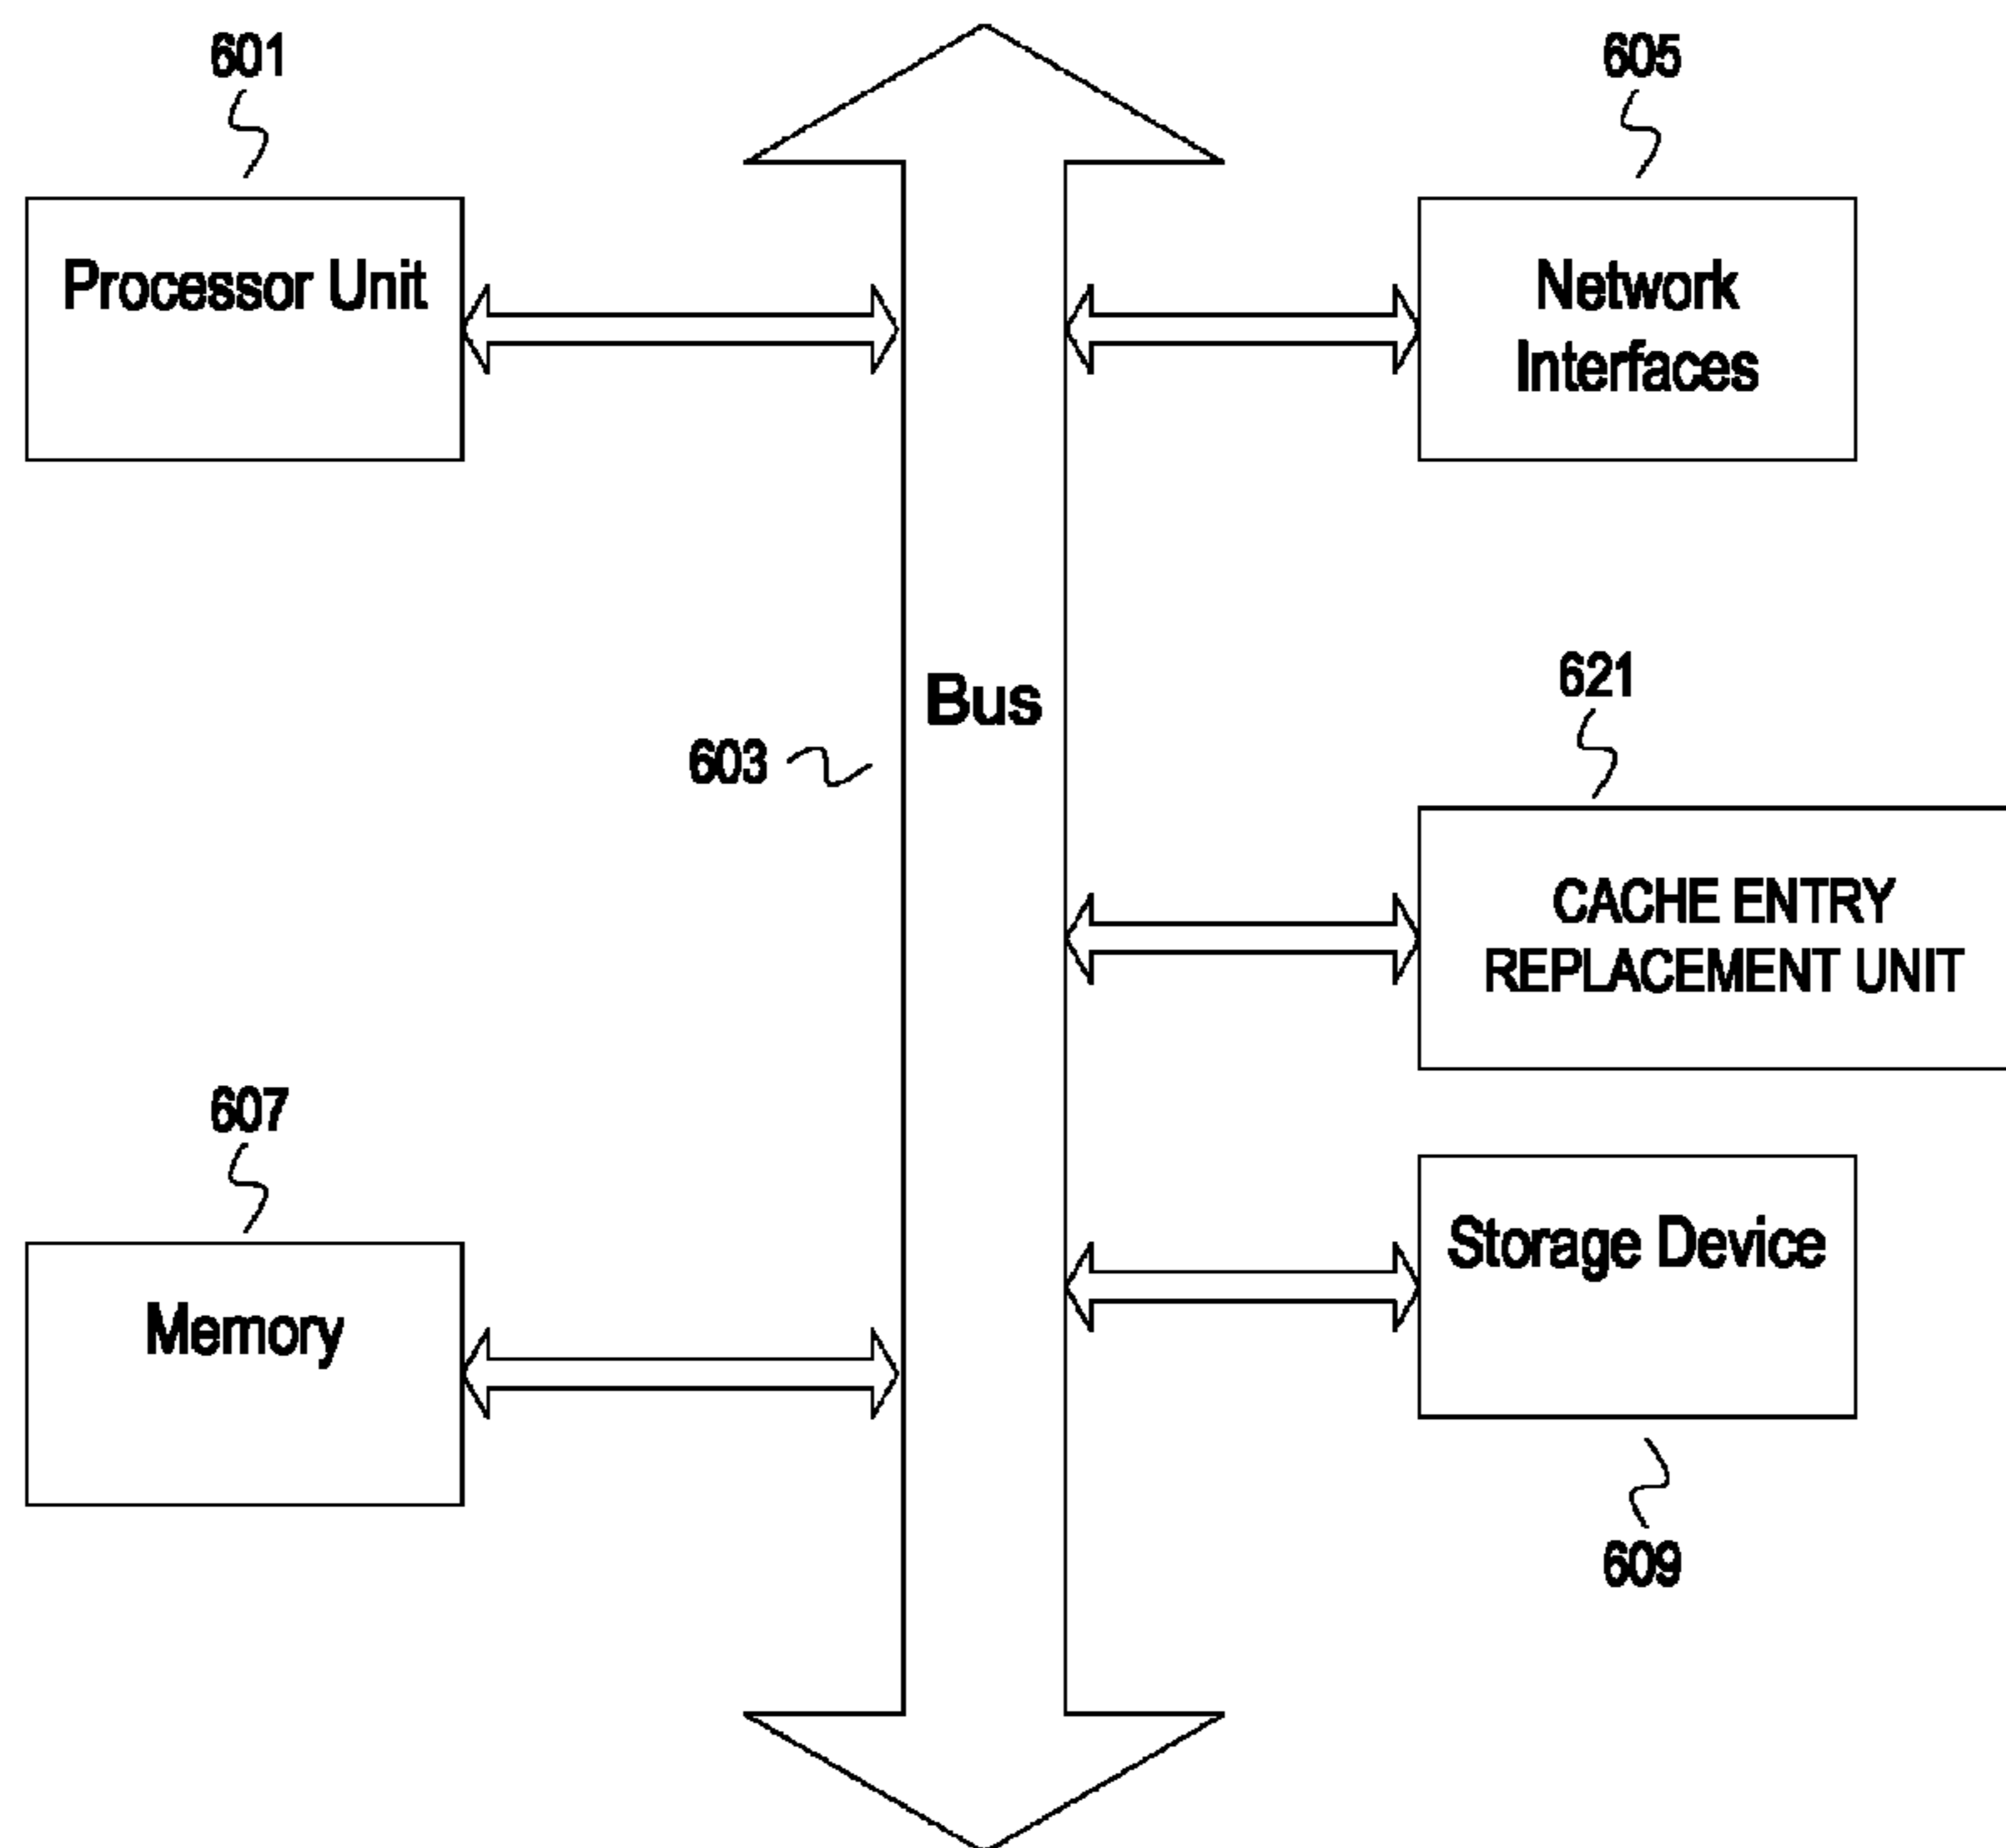 601
605
Processor Unit
Network
Interfaces
Bus
603
621
CACHE ENTRY
REPLACEMENT UNIT
607
Memory
Storage Device
609